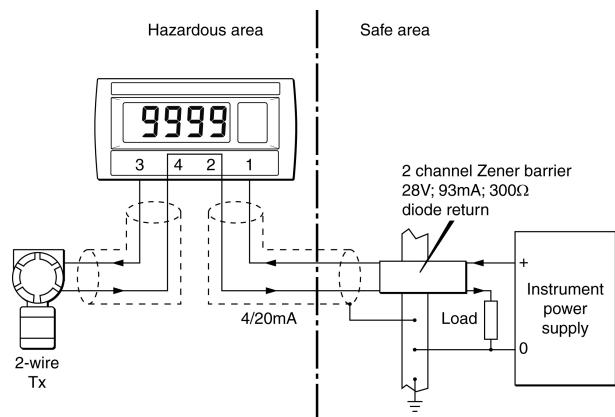 Hazardous area
Safe area
9999
3 4 2 1
2 channel Zener barrier
28V; 93mA; 300Ω
diode return
+
Instrument
power
supply
4/20mA
Load
0
2-wire
Tx